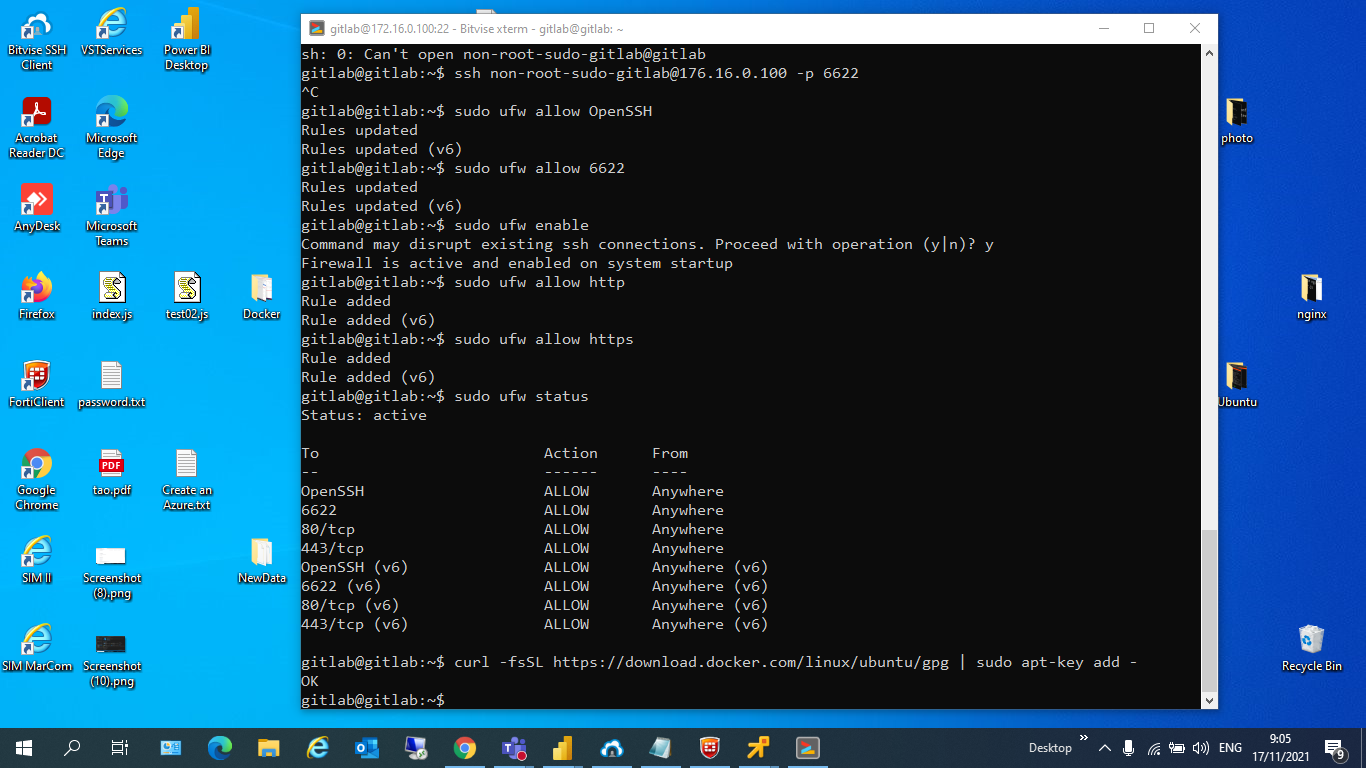 gitlab@172.16.0.100:22 - Bitvise xterm - gitlab@gitlab: ~
sh: 0: Can't open non-root-sudo-gitlab@gitlab
gitlab@gitlab:~$ ssh non-root-sudo-gitlab@176.16.0.100 -p 6622
^C
gitlab@gitlab:~$ sudo ufw allow OpenSSH
Rules updated
Rules updated (v6)
gitlab@gitlab:~$ sudo ufw allow 6622
Rules updated
Rules updated (v6)
gitlab@gitlab:~$ sudo ufw enable
Command may disrupt existing ssh connections. Proceed with operation (y|n)? y
Firewall is active and enabled on system startup
gitlab@gitlab:~$ sudo ufw allow http
Rule added
Rule added (v6)
gitlab@gitlab:~$ sudo ufw allow https
Rule added
Rule added (v6)
gitlab@gitlab:~$ sudo ufw status
Status: active
To Action From
-- ------ ----
OpenSSH ALLOW Anywhere
6622 ALLOW Anywhere
80/tcp ALLOW Anywhere
443/tcp ALLOW Anywhere
OpenSSH (v6) ALLOW Anywhere (v6)
6622 (v6) ALLOW Anywhere (v6)
80/tcp (v6) ALLOW Anywhere (v6)
443/tcp (v6) ALLOW Anywhere (v6)
gitlab@gitlab:~$ curl -fsSL https://download.docker.com/linux/ubuntu/gpg | sudo apt-key add -
OK
gitlab@gitlab:~$
Bitvise SSH
Client
VSTServices
Power BI
Desktop
Acrobat
Reader DC
Microsoft
Edge
AnyDesk
Microsoft
Teams
Firefox
index.js
test02.js
Docker
FortiClient
password.txt
Google
Chrome
PDF
tao.pdf
Create an
Azure.txt
SIM II
Screenshot
(8).png
NewData
SIM MarCom
Screenshot
(10).png
photo
nginx
Ubuntu
Recycle Bin
Desktop
ENG
9:05
17/11/2021
9